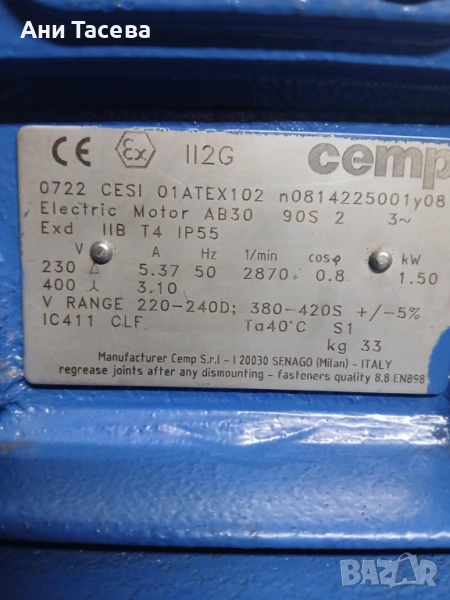 Ани Тасева
CE Ex II2G cemp
0722 CESI 01ATEX102 n0814225001y08
Electric Motor AB30 90S 2 3~
Exd IIB T4 IP55
V A Hz 1/min cosφ kW
230 Δ 5.37 50 2870 0.8 1.50
400 ⅄ 3.10
V RANGE 220-240D; 380-420S +/-5%
IC411 CLF Ta40°C S1
kg 33
Manufacturer Cemp S.r.l - I 20030 SENAGO (Milan) - ITALY
regrease joints after any dismounting - fasteners quality 8.8 EN898
BAZAR
bg